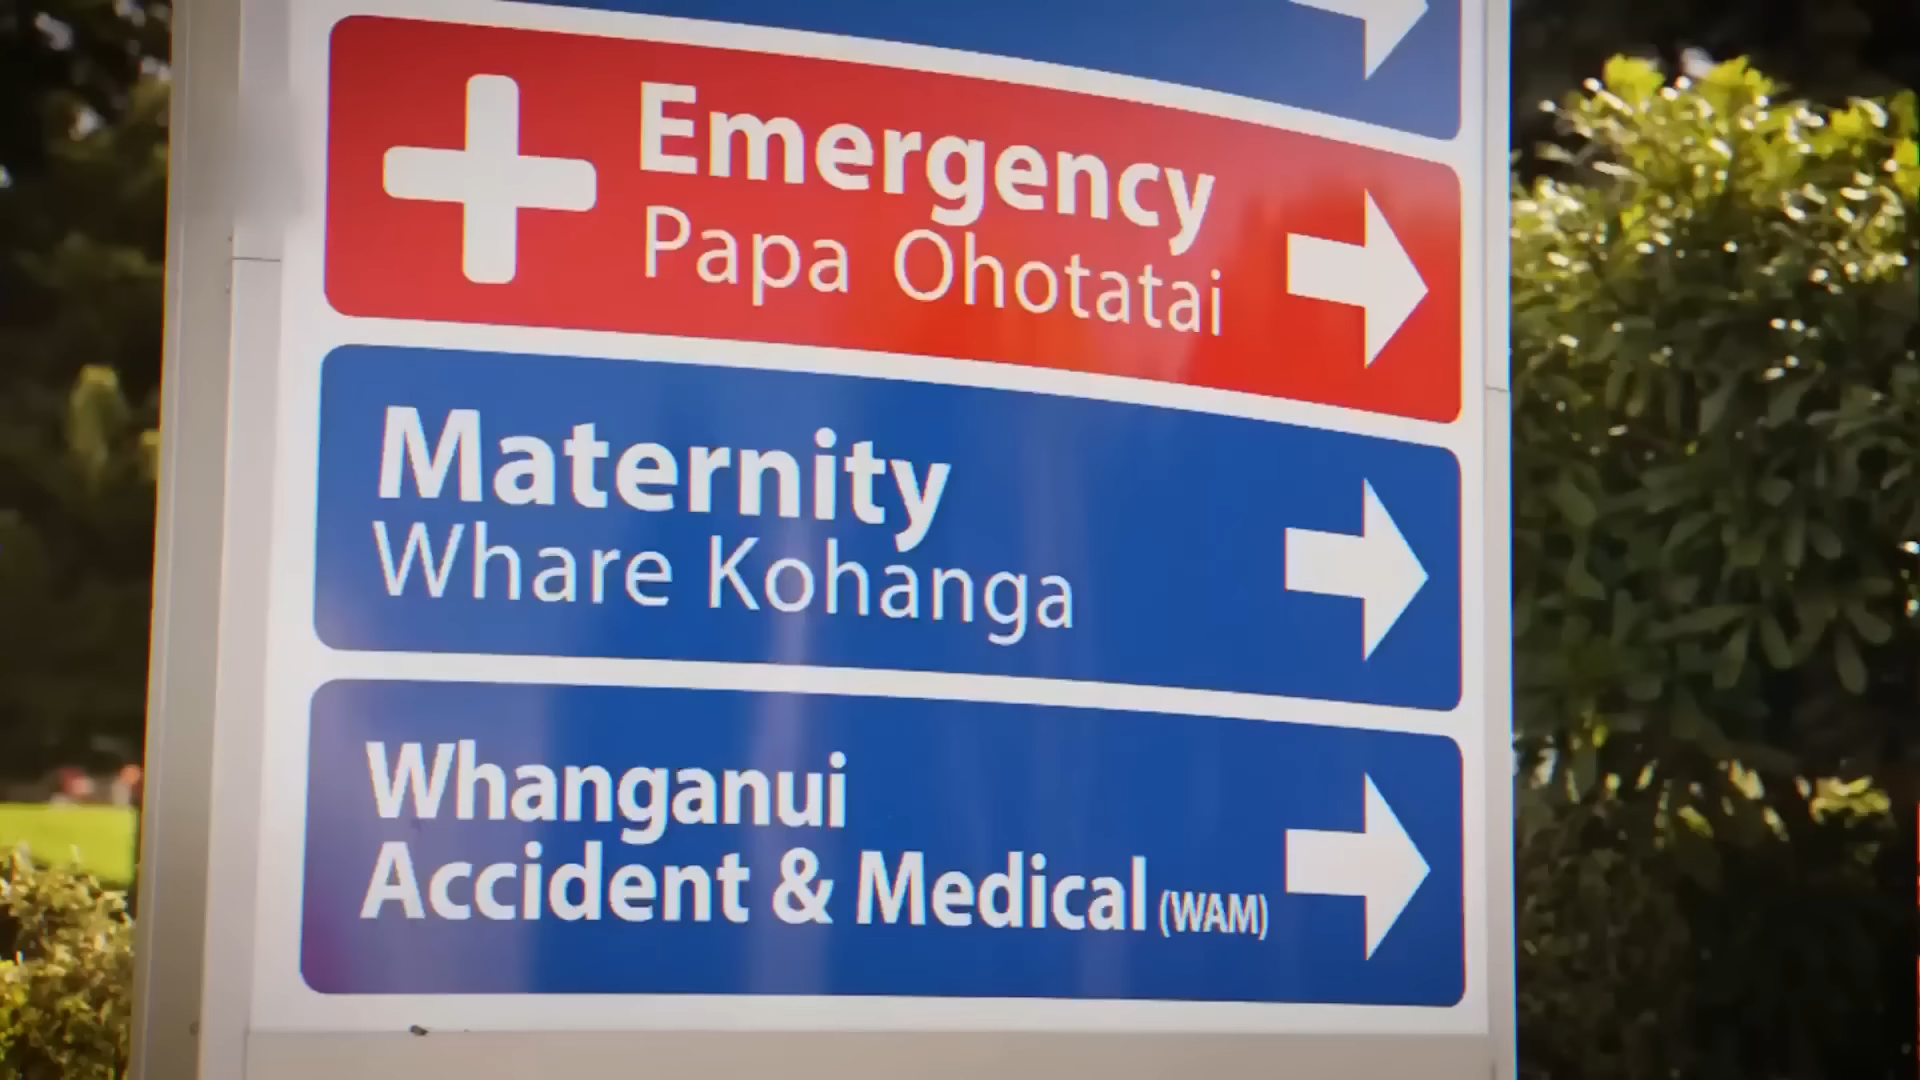 Emergency
Papa Ohotatai
Maternity
Whare Kohanga
Whanganui
Accident & Medical (WAM)